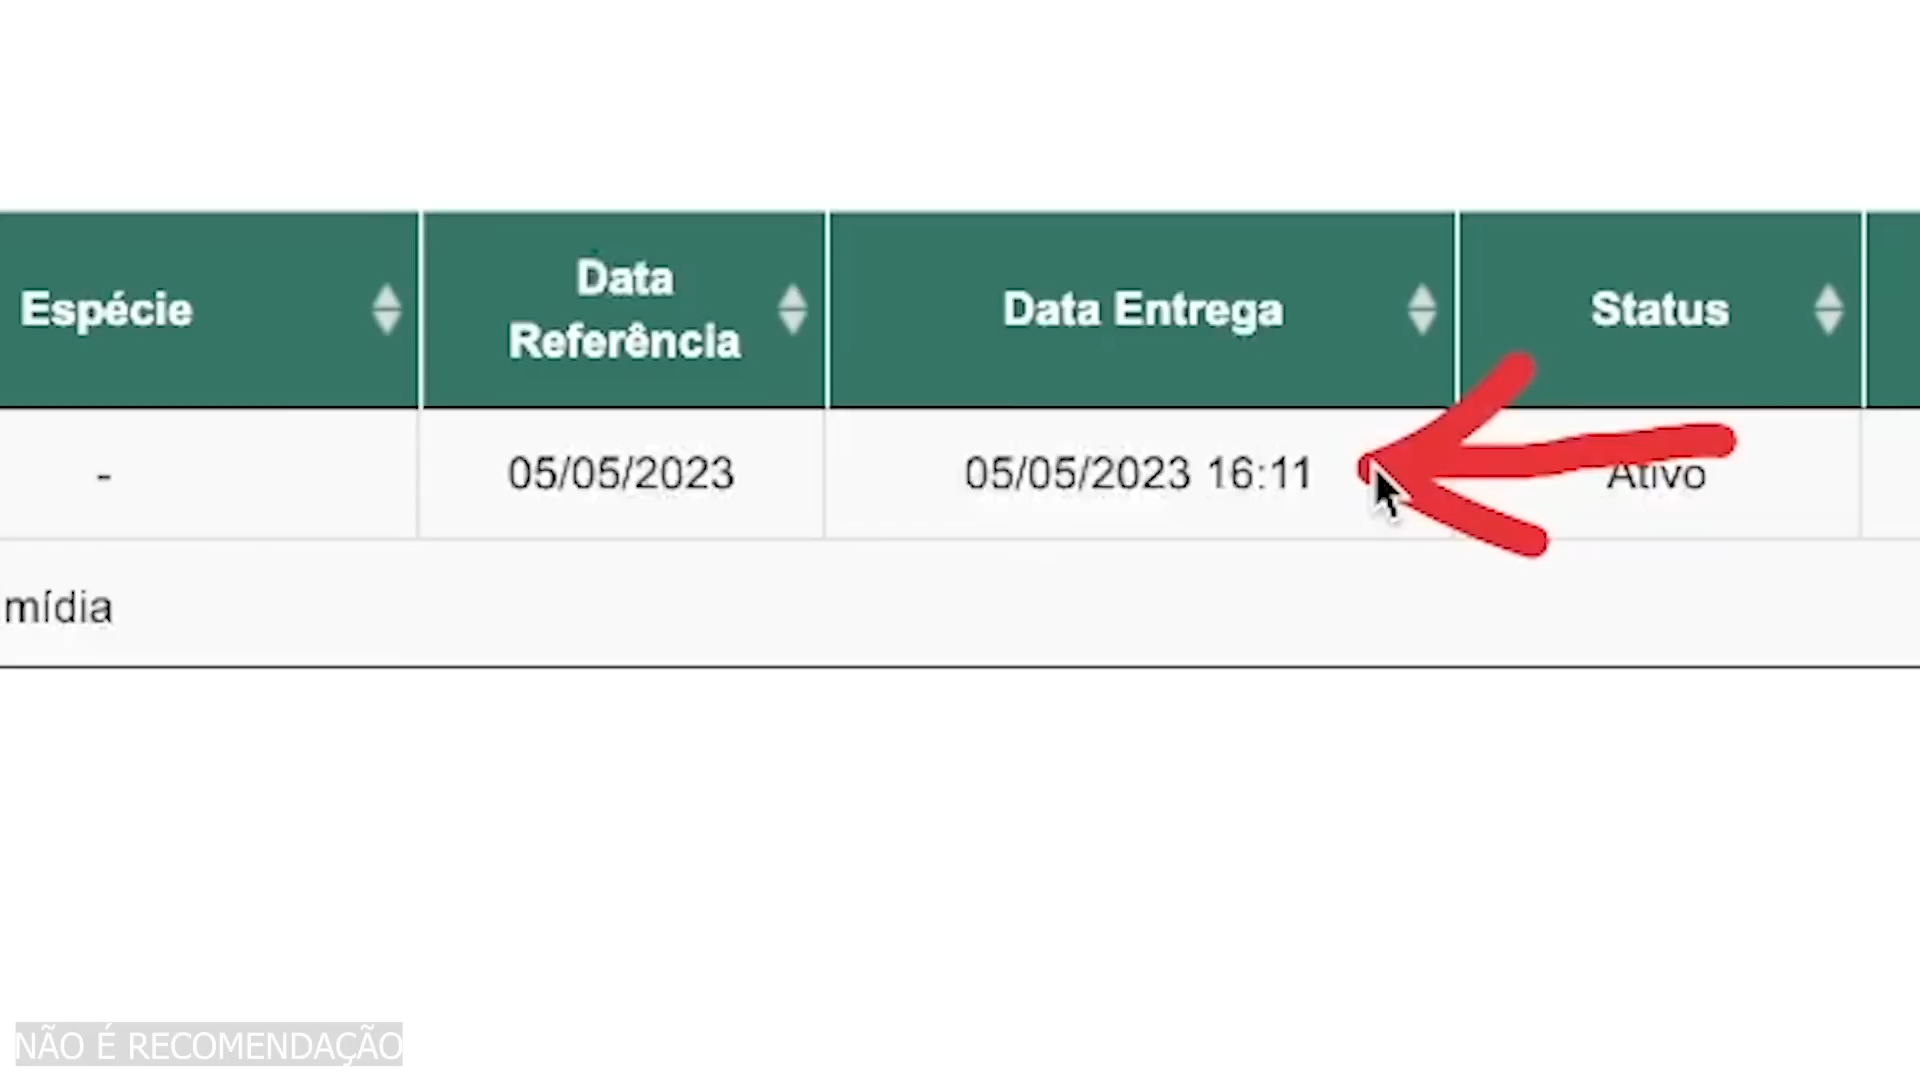 Espécie
Data
Referência
Data Entrega
Status
-
05/05/2023
05/05/2023 16:11
Ativo
mídia
NÃO É RECOMENDAÇÃO